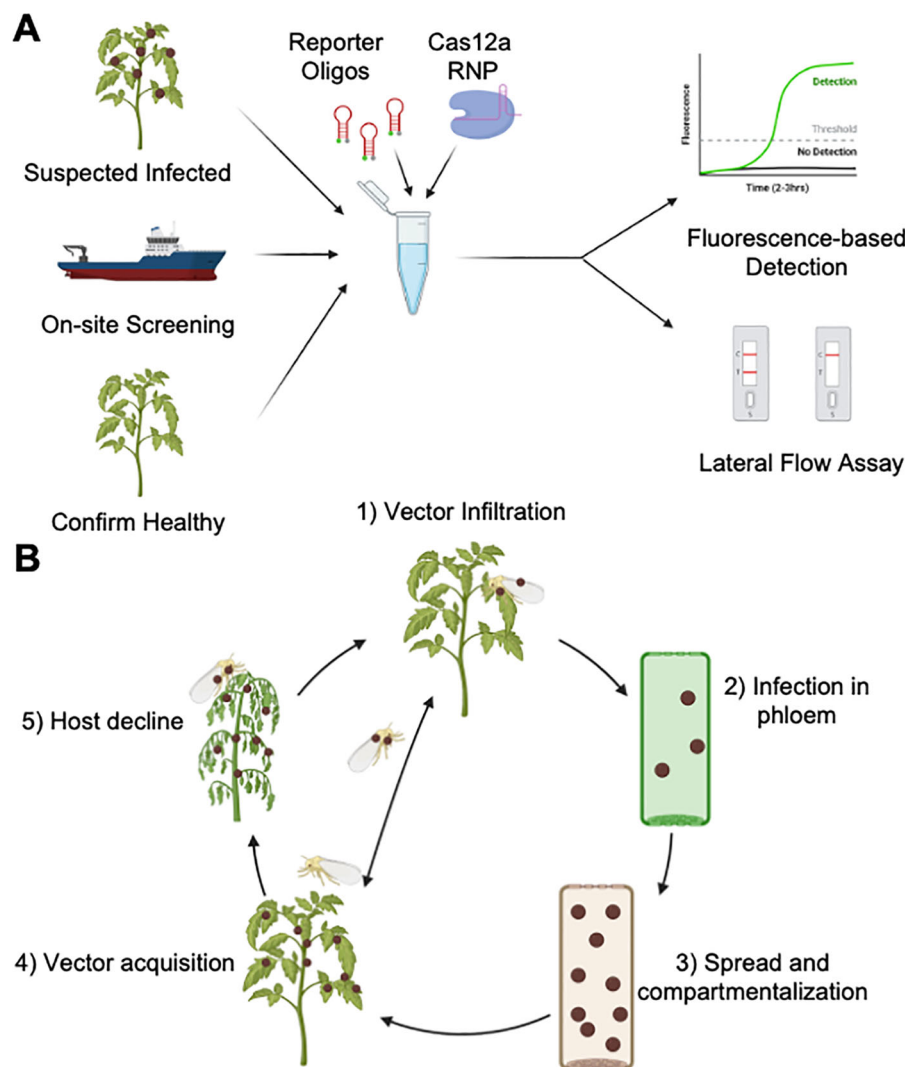 A
Reporter
Oligos
Cas12a
RNP
Suspected Infected
On-site Screening
Confirm Healthy
Fluorescence
Detection
Threshold
No Detection
Time (2-3hrs)
Fluorescence-based
Detection
C
T
S
C
T
S
Lateral Flow Assay
B
1) Vector Infiltration
2) Infection in
phloem
3) Spread and
compartmentalization
4) Vector acquisition
5) Host decline